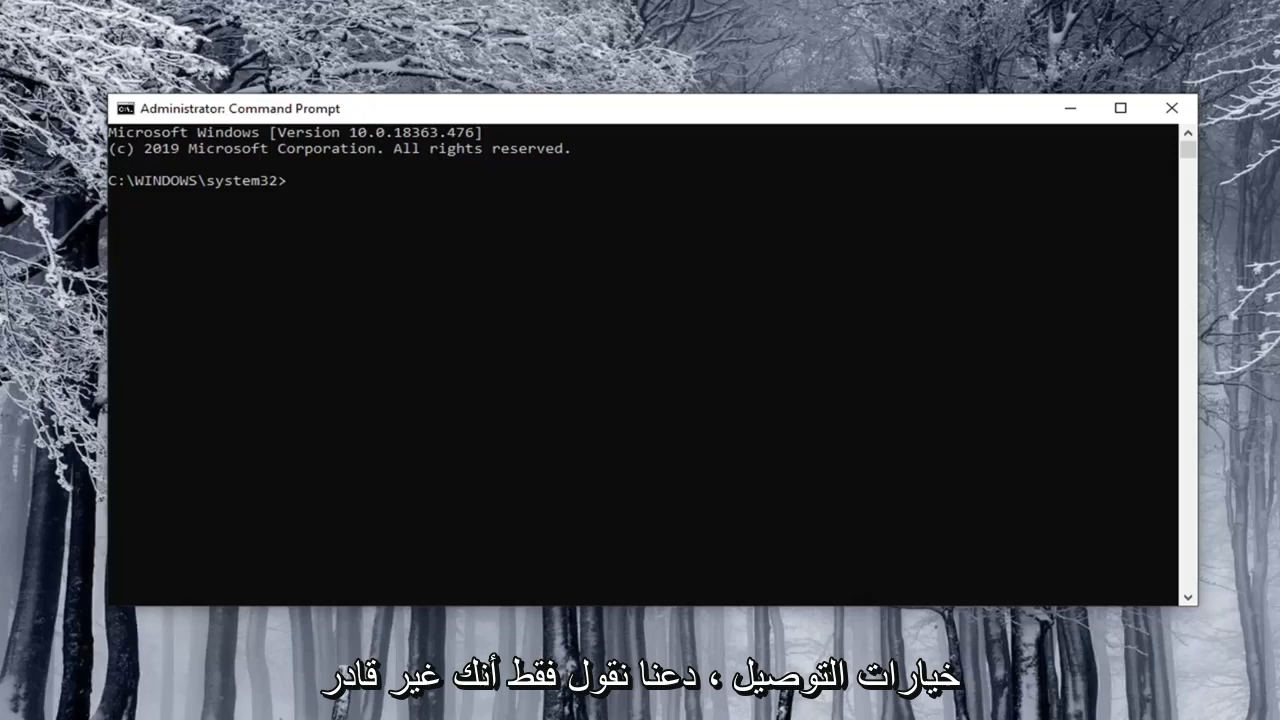 Administrator: Command Prompt
Microsoft Windows [Version 10.0.18363.476]
(c) 2019 Microsoft Corporation. All rights reserved.
C:\WINDOWS\system32>
خيارات التوصيل ، دعنا نقول فقط أنك غير قادر